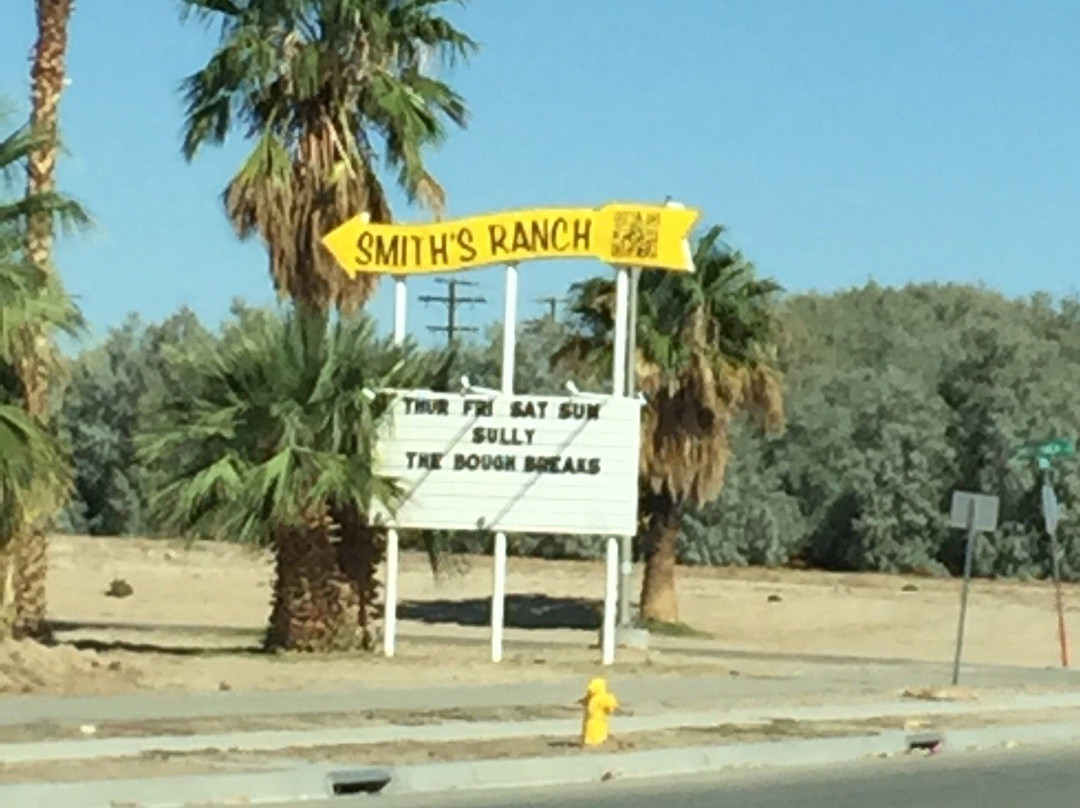 SMITH'S RANCH
THUR FRI SAT SUN
SULLY
THE BOUGH BREAKS